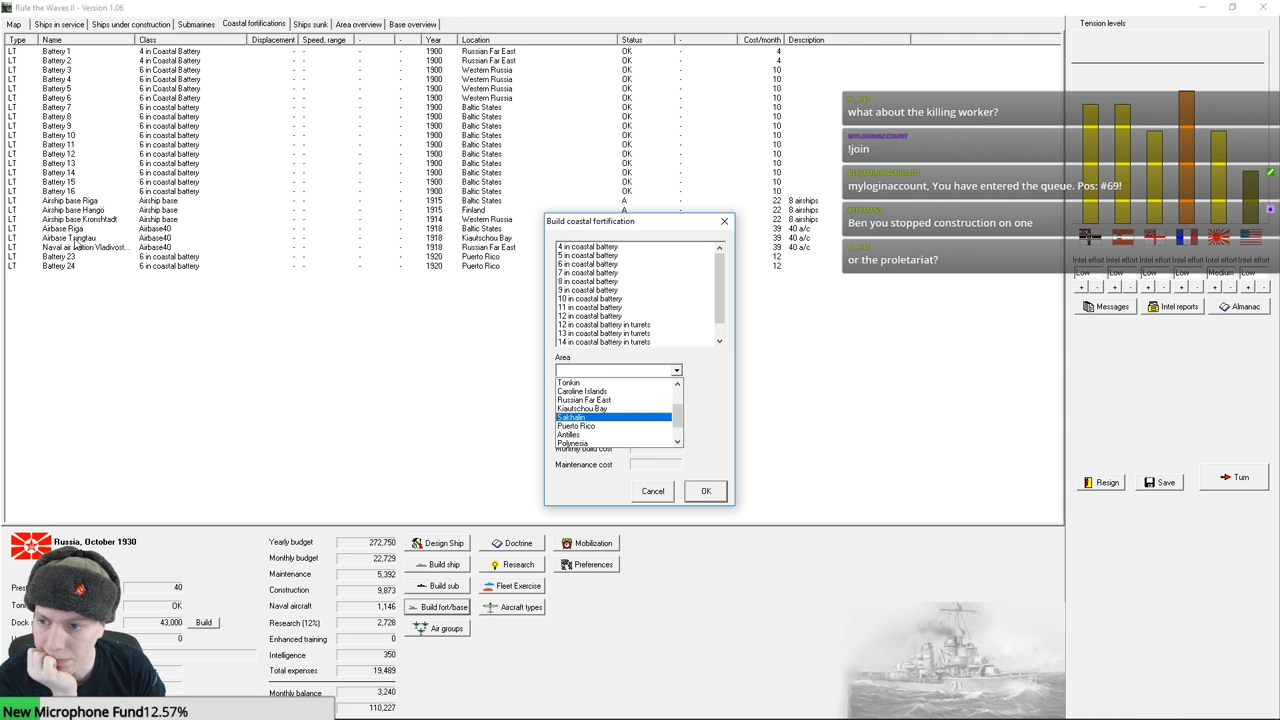 Rule the Waves II - Version 1.06
Map Ships in service Ships under construction Submarines Coastal fortifications Ships sunk Area overview Base overview
Type Name Class Displacement Speed, range - - Year Location Status - Cost/month Description
LT Battery 1 4 in Coastal Battery - - - - 1900 Russian Far East OK - 4
LT Battery 2 4 in Coastal Battery - - - - 1900 Russian Far East OK - 4
LT Battery 3 6 in coastal battery - - - - 1900 Western Russia OK - 10
LT Battery 4 6 in coastal battery - - - - 1900 Western Russia OK - 10
LT Battery 5 6 in coastal battery - - - - 1900 Western Russia OK - 10
LT Battery 6 6 in coastal battery - - - - 1900 Western Russia OK - 10
LT Battery 7 6 in coastal battery - - - - 1900 Baltic States OK - 10
LT Battery 8 6 in coastal battery - - - - 1900 Baltic States OK - 10
LT Battery 9 6 in coastal battery - - - - 1900 Baltic States OK - 10
LT Battery 10 6 in coastal battery - - - - 1900 Baltic States OK - 10
LT Battery 11 6 in coastal battery - - - - 1900 Baltic States OK - 10
LT Battery 12 6 in coastal battery - - - - 1900 Baltic States OK - 10
LT Battery 13 6 in coastal battery - - - - 1900 Baltic States OK - 10
LT Battery 14 6 in coastal battery - - - - 1900 Baltic States OK - 10
LT Battery 15 6 in coastal battery - - - - 1900 Baltic States OK - 10
LT Battery 16 6 in coastal battery - - - - 1900 Baltic States OK - 10
LT Airship base Riga Airship base - - - - 1915 Baltic States A - 22 8 airships
LT Airship base Hangö Airship base - - - - 1915 Finland A - 22 8 airships
LT Airship base Kronshtadt Airship base - - - - 1914 Western Russia 22 8 airships
LT Airbase Riga Airbase40 - - - - 1918 Baltic States 39 40 a/c
LT Airbase Tsingtau Airbase40 - - - - 1918 Kiautschou Bay 39 40 a/c
LT Naval air station Vladivost... Airbase40 - - - - 1918 Russian Far East 39 40 a/c
LT Battery 23 6 in coastal battery - - - - 1920 Puerto Rico 12
LT Battery 24 6 in coastal battery - - - - 1920 Puerto Rico 12
Build coastal fortification
4 in coastal battery
5 in coastal battery
6 in coastal battery
7 in coastal battery
8 in coastal battery
9 in coastal battery
10 in coastal battery
11 in coastal battery
12 in coastal battery
12 in coastal battery in turrets
13 in coastal battery in turrets
14 in coastal battery in turrets
Area
Tonkin
Caroline Islands
Russian Far East
Kiautschou Bay
Sakhalin
Puerto Rico
Antilles
Polynesia
Monthly build cost
Maintenance cost
Cancel OK
Tension levels
what about the killing worker?
MYLOGINACCOUNT
!join
myloginaccount, You have entered the queue. Pos: #69!
Ben you stopped construction on one
or the proletariat?
Intel effort Intel effort Intel effort Intel effort Intel effort Intel effort
Low Low Low Low Medium Low
+ - + - + - + - + - + -
Messages Intel reports Almanac
Resign Save Turn
Russia, October 1930
40
OK
43,000 Build
0
Yearly budget 272,750
Monthly budget 22,729
Maintenance 5,392
Construction 9,873
Naval aircraft 1,146
Research (12%) 2,728
Enhanced training 0
Intelligence 350
Total expenses 19,489
Monthly balance 3,240
110,227
Design Ship Doctrine Mobilization
Build ship Research Preferences
Build sub Fleet Exercise
Build fort/base Aircraft types
Air groups
New Microphone Fund12.57%